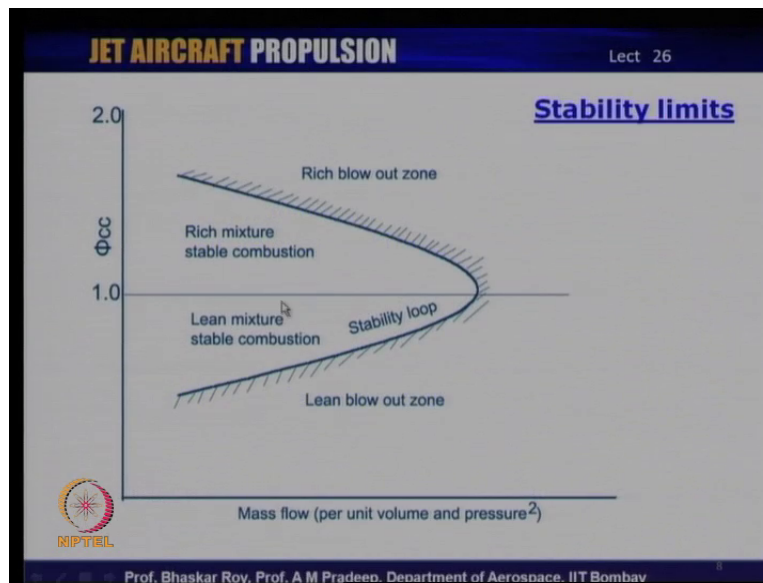 JET AIRCRAFT PROPULSION
Lect 26
Stability limits
2.0
Rich blow out zone
Φcc
Rich mixture
stable combustion
1.0
Lean mixture
stable combustion
Stability loop
Lean blow out zone
Mass flow (per unit volume and pressure²)
NPTEL
8
Prof. Bhaskar Roy, Prof. A M Pradeep, Department of Aerospace, IIT Bombay